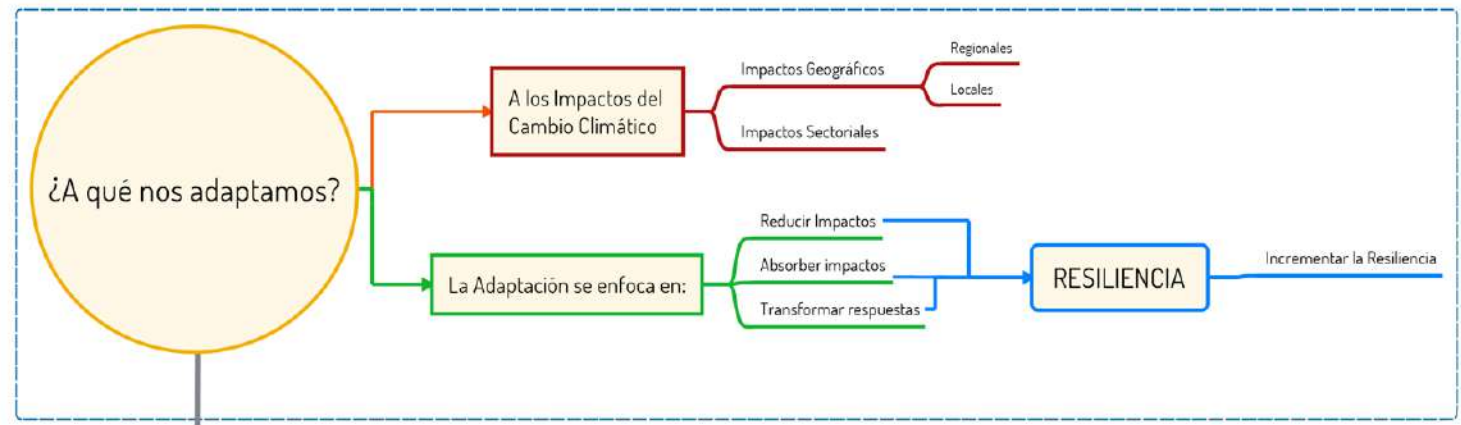 ¿A qué nos adaptamos?
A los Impactos del
Cambio Climático
Impactos Geográficos
Regionales
Locales
Impactos Sectoriales
La Adaptación se enfoca en:
Reducir Impactos
Absorber impactos
Transformar respuestas
RESILIENCIA
Incrementar la Resiliencia